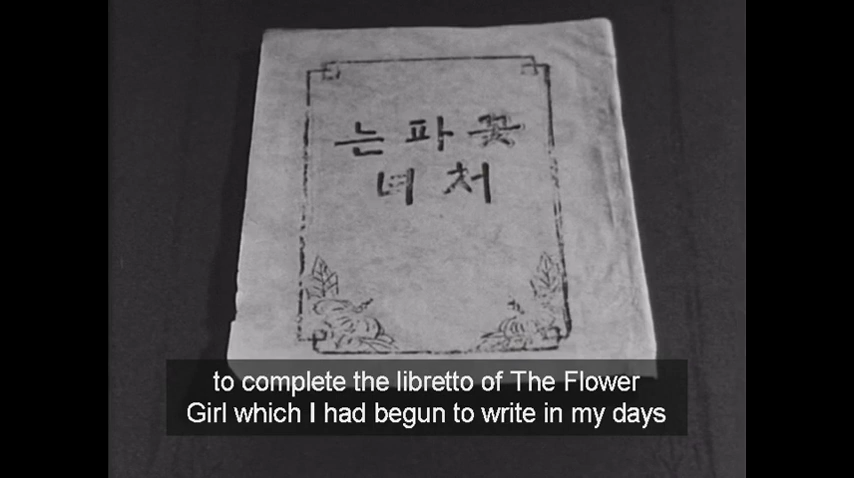 꽃파는
처녀
to complete the libretto of The Flower
Girl which I had begun to write in my days